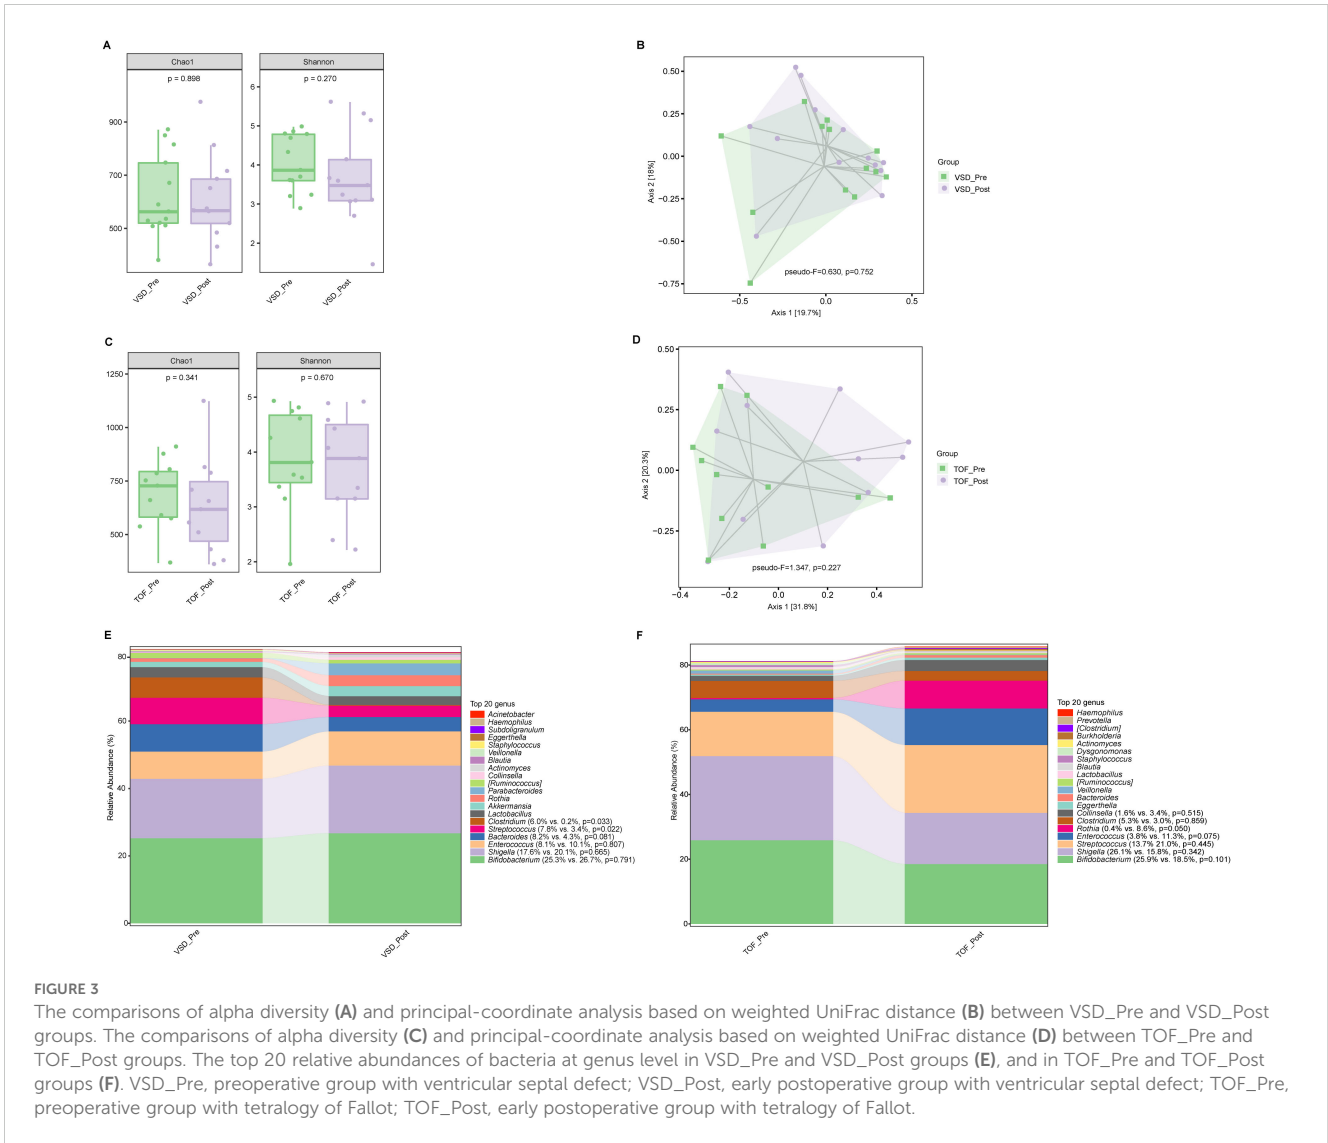 A
Chao1
Shannon
p = 0.898
p = 0.270
900
700
500
6
5
4
3
2
VSD_Pre
VSD_Post
VSD_Pre
VSD_Post
B
0.50
0.25
0.00
−0.25
−0.50
−0.75
Axis 2 [18%]
pseudo-F=0.630, p=0.752
−0.5
0.0
0.5
Axis 1 [19.7%]
Group
VSD_Pre
VSD_Post
C
Chao1
Shannon
p = 0.341
p = 0.670
1250
1000
750
500
5
4
3
2
TOF_Pre
TOF_Post
TOF_Pre
TOF_Post
D
0.50
0.25
0.00
−0.25
Axis 2 [20.3%]
pseudo-F=1.347, p=0.227
−0.4
−0.2
0.0
0.2
0.4
Axis 1 [31.8%]
Group
TOF_Pre
TOF_Post
E
80
60
40
20
0
Relative Abundance (%)
VSD_Pre
VSD_Post
Top 20 genus
Acinetobacter
Haemophilus
Subdoligranulum
Eggerthella
Staphylococcus
Veillonella
Blautia
Actinomyces
Collinsella
[Ruminococcus]
Parabacteroides
Rothia
Akkermansia
Lactobacillus
Clostridium (6.0% vs. 0.2%, p=0.033)
Streptococcus (7.8% vs. 3.4%, p=0.022)
Bacteroides (8.2% vs. 4.3%, p=0.081)
Enterococcus (8.1% vs. 10.1%, p=0.807)
Shigella (17.6% vs. 20.1%, p=0.665)
Bifidobacterium (25.3% vs. 26.7%, p=0.791)
F
80
60
40
20
0
Relative Abundance (%)
TOF_Pre
TOF_Post
Top 20 genus
Haemophilus
Prevotella
[Clostridium]
Burkholderia
Actinomyces
Dysgonomonas
Staphylococcus
Blautia
Lactobacillus
[Ruminococcus]
Veillonella
Bacteroides
Eggerthella
Collinsella (1.6% vs. 3.4%, p=0.515)
Clostridium (5.3% vs. 3.0%, p=0.859)
Rothia (0.4% vs. 8.6%, p=0.050)
Enterococcus (3.8% vs. 11.3%, p=0.075)
Streptococcus (13.7% 21.0%, p=0.445)
Shigella (26.1% vs. 15.8%, p=0.342)
Bifidobacterium (25.9% vs. 18.5%, p=0.101)
FIGURE 3
The comparisons of alpha diversity (A) and principal-coordinate analysis based on weighted UniFrac distance (B) between VSD_Pre and VSD_Post
groups. The comparisons of alpha diversity (C) and principal-coordinate analysis based on weighted UniFrac distance (D) between TOF_Pre and
TOF_Post groups. The top 20 relative abundances of bacteria at genus level in VSD_Pre and VSD_Post groups (E), and in TOF_Pre and TOF_Post
groups (F). VSD_Pre, preoperative group with ventricular septal defect; VSD_Post, early postoperative group with ventricular septal defect; TOF_Pre,
preoperative group with tetralogy of Fallot; TOF_Post, early postoperative group with tetralogy of Fallot.